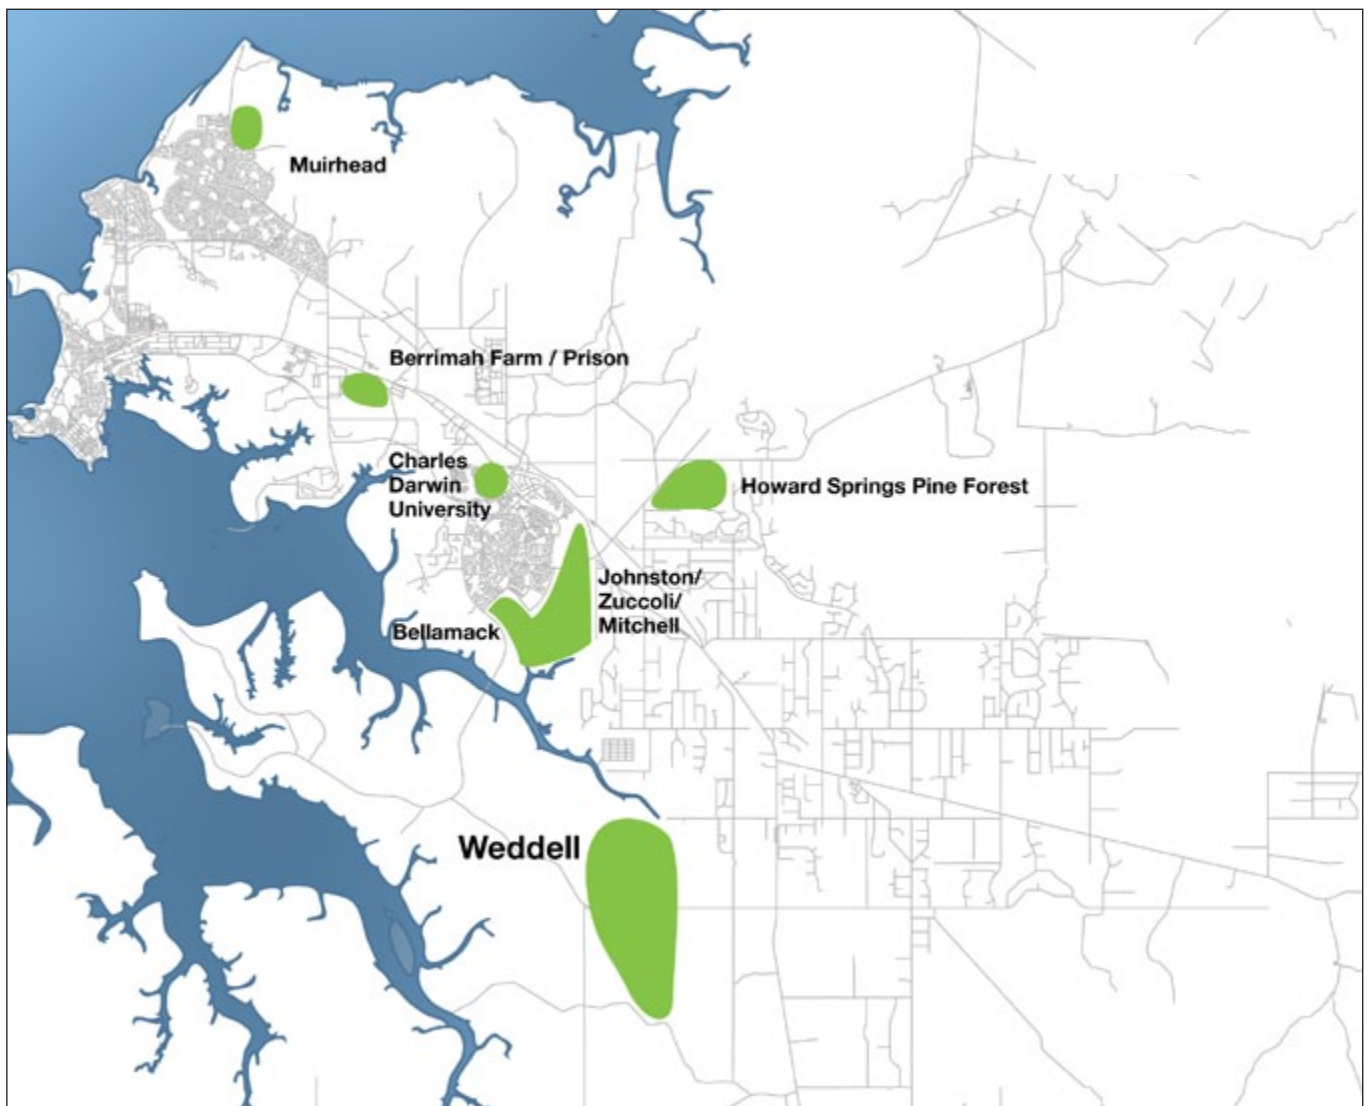 Muirhead
Berrimah Farm / Prison
Charles
Darwin
University
Howard Springs Pine Forest
Johnston/
Zuccoli/
Mitchell
Bellamack
Weddell